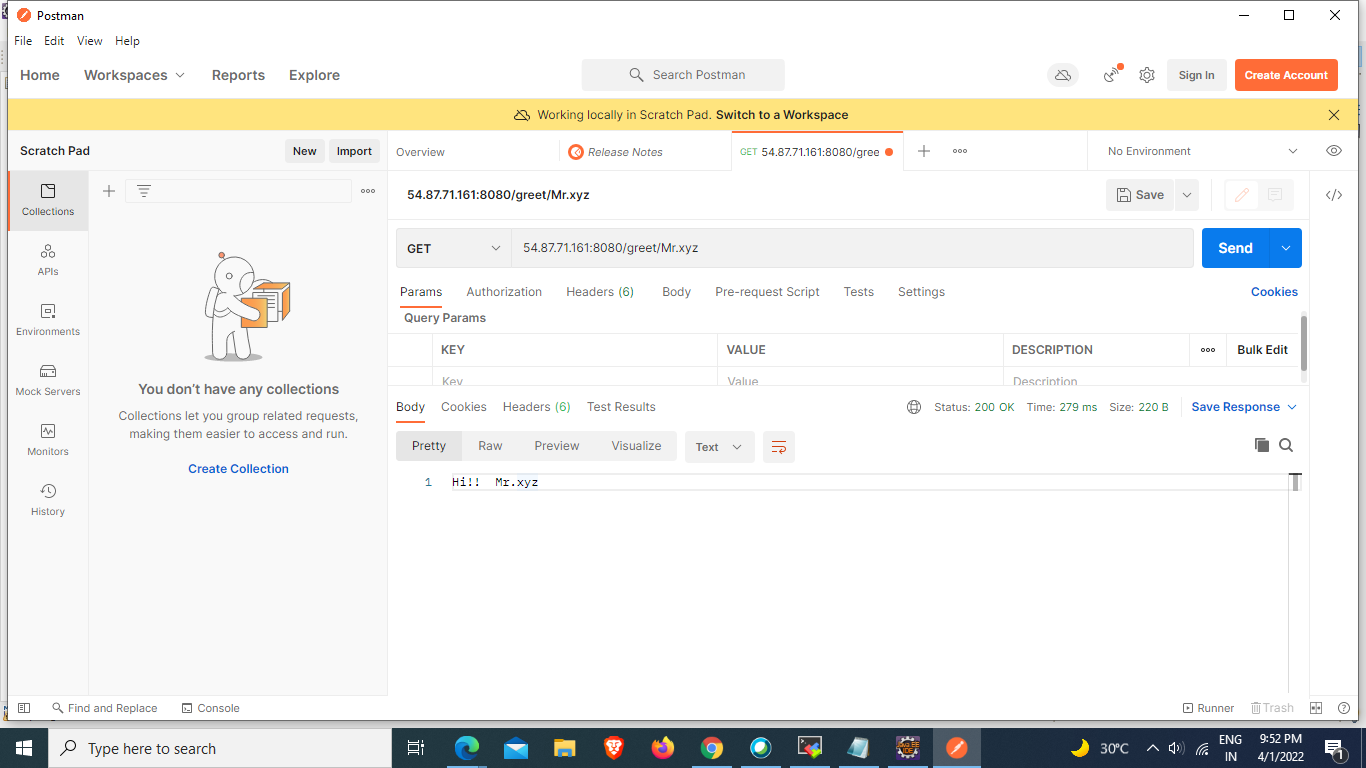 Postman
File Edit View Help
Home Workspaces Reports Explore Search Postman Sign In Create Account
Working locally in Scratch Pad. Switch to a Workspace
Scratch Pad New Import Overview Release Notes GET 54.87.71.161:8080/gree No Environment
54.87.71.161:8080/greet/Mr.xyz Save
Collections
GET 54.87.71.161:8080/greet/Mr.xyz Send
APIs
Params Authorization Headers (6) Body Pre-request Script Tests Settings Cookies
Query Params
Environments
KEY VALUE DESCRIPTION Bulk Edit
Key Value Description
Mock Servers
You don't have any collections
Collections let you group related requests,
making them easier to access and run.
Create Collection
Monitors
History
Body Cookies Headers (6) Test Results Status: 200 OK Time: 279 ms Size: 220 B Save Response
Pretty Raw Preview Visualize Text
1 Hi!! Mr.xyz
Find and Replace Console Runner Trash
Type here to search
30°C
ENG
IN
9:52 PM
4/1/2022
1